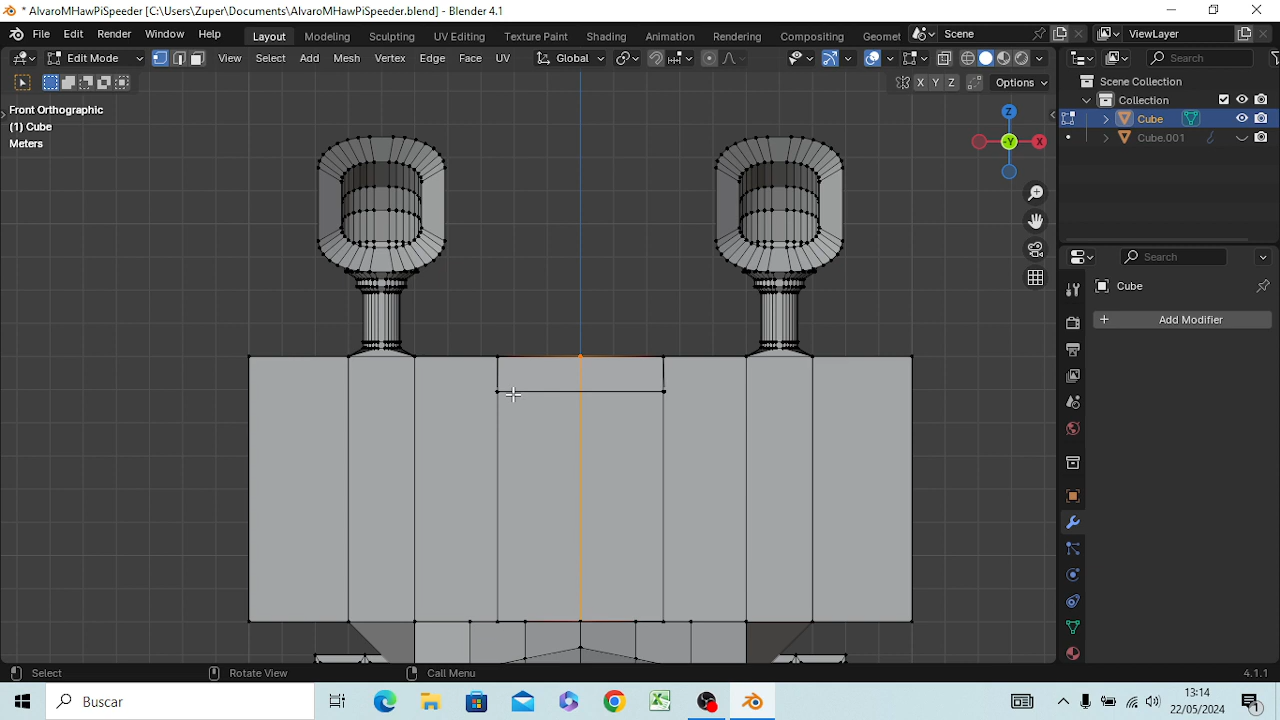 * AlvaroMHawPiSpeeder [C:\Users\Zuper\Documents\AlvaroMHawPiSpeeder.blend] - Blender 4.1
File Edit Render Window Help Layout Modeling Sculpting UV Editing Texture Paint Shading Animation Rendering Compositing Geomet Scene ViewLayer
Edit Mode View Select Add Mesh Vertex Edge Face UV Global Search
X Y Z Options
Scene Collection
Front Orthographic
(1) Cube
Meters
Collection
Cube
Cube.001
Z
-Y
X
Search
Cube
Add Modifier
Select Rotate View Call Menu 4.1.1
Buscar
13:14
22/05/2024
1